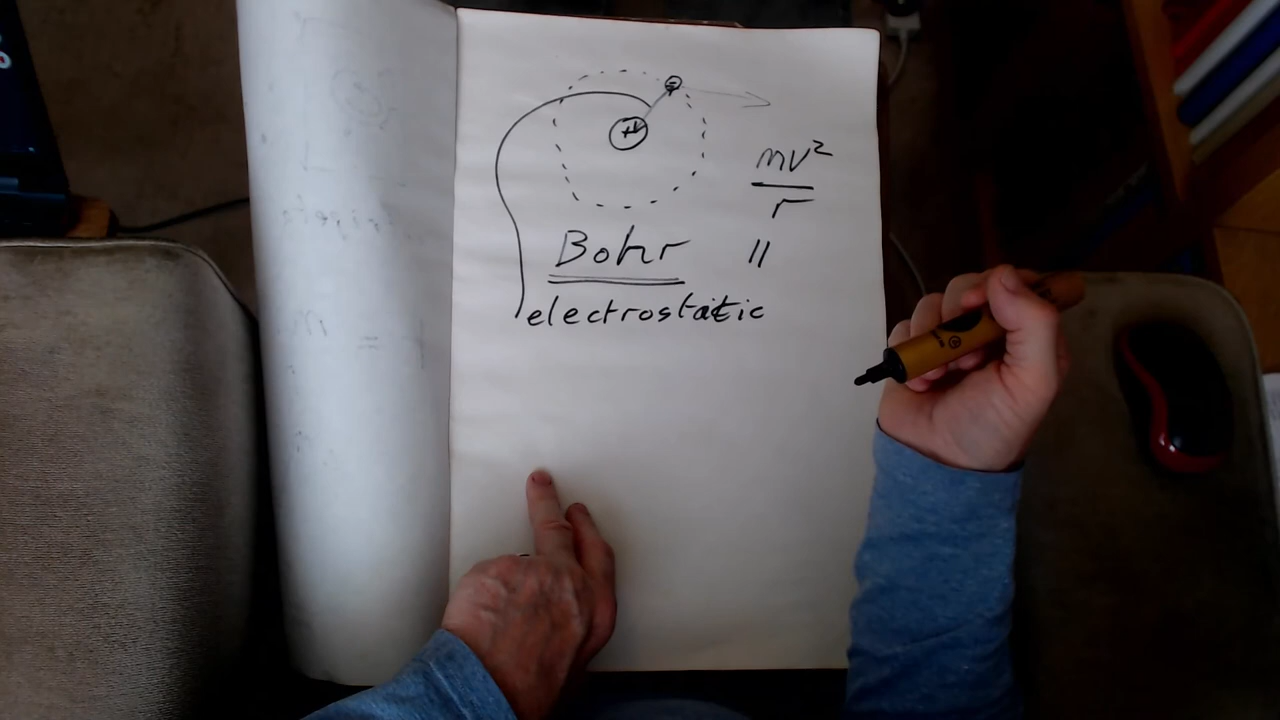 mv²
r
Bohr =
electrostatic